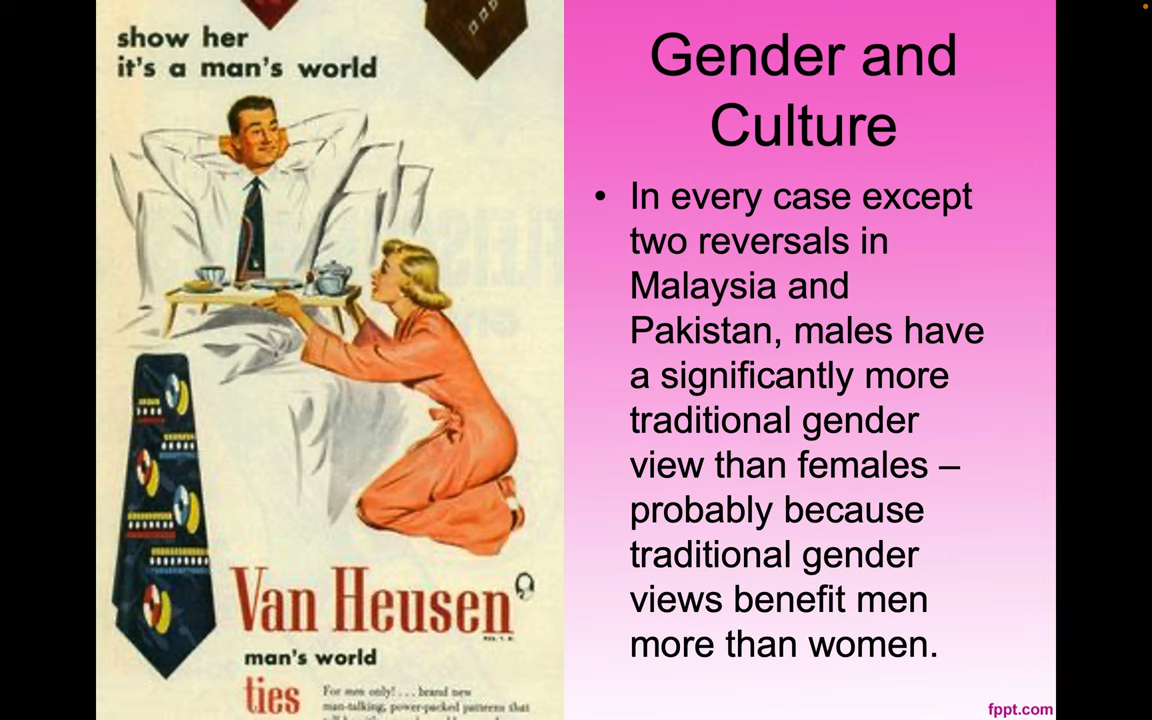 show her
it's a man's world
Van Heusen
REG. T. M.
man's world
ties
For men only! . . . brand new
man-talking, power-packed patterns that
Gender and
Culture
• In every case except
two reversals in
Malaysia and
Pakistan, males have
a significantly more
traditional gender
view than females –
probably because
traditional gender
views benefit men
more than women.
fppt.com